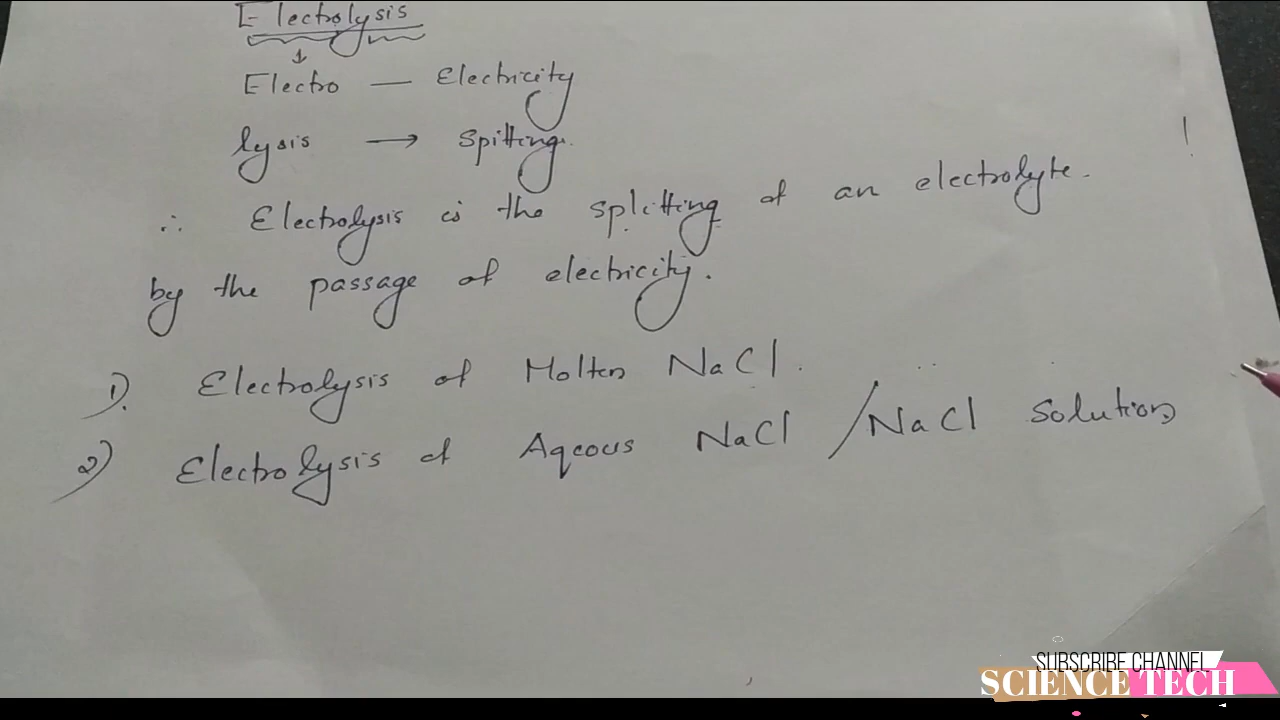 Electrolysis
Electro — Electricity
lysis → Spitting.
∴ Electrolysis is the splitting of an electrolyte.
by the passage of electricity.
1). Electrolysis of Molten NaCl.
2) Electrolysis of Aqeous NaCl / NaCl Solution
SUBSCRIBE CHANNEL
SCIENCE TECH